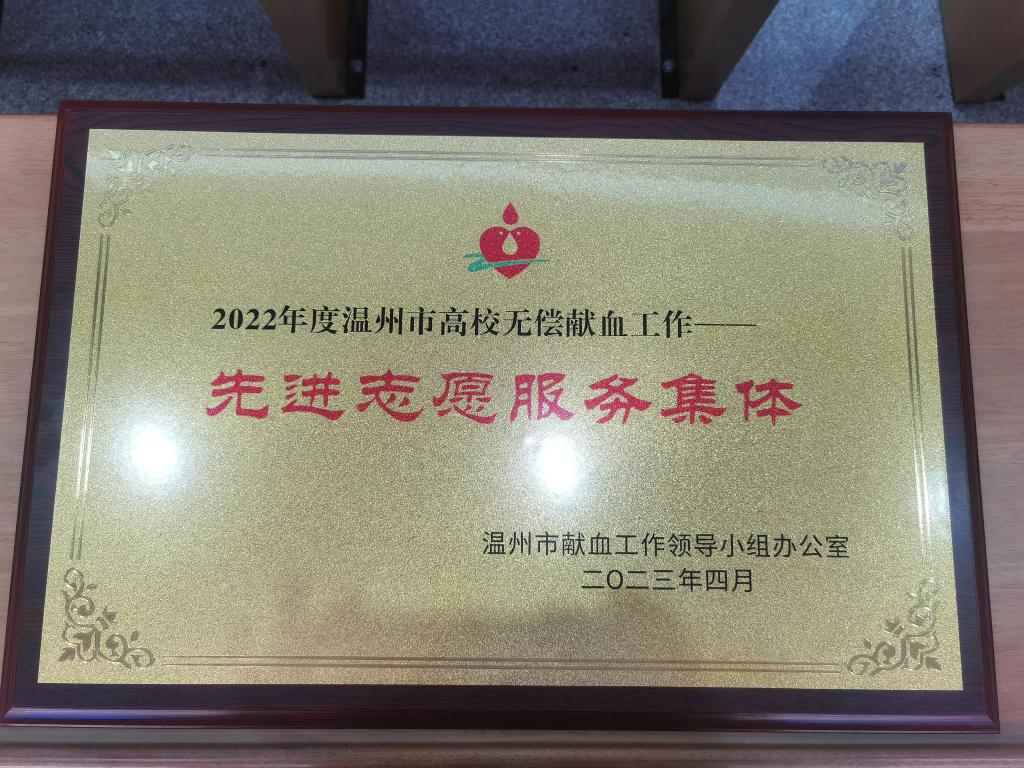 2022年度温州市高校无偿献血工作——
先进志愿服务集体
温州市献血工作领导小组办公室
二〇二三年四月